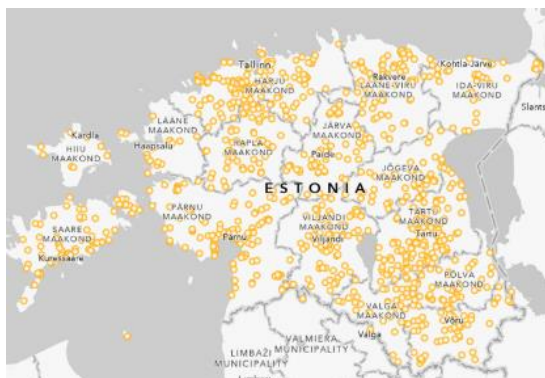 Tallinn
HARJU
MAAKOND
Rakvere
LÄÄNE-VIRU
MAAKOND
Kohtla-Järve
IDA-VIRU
MAAKOND
Slants
LÄÄNE
MAAKOND
Haapsalu
Kärdla
HIIU
MAAKOND
RAPLA
MAAKOND
JÄRVA
MAAKOND
Paide
JÕGEVA
MAAKOND
ESTONIA
PÄRNU
MAAKOND
Pärnu
VILJANDI
MAAKOND
Viljandi
TARTU
MAAKOND
Tartu
SAARE
MAAKOND
Kuressaare
PÕLVA
MAAKOND
VALGA
MAAKOND
Valga
Võru
LIMBAŽI
MUNICIPALITY
VALMIERA
MUNICIPALITY